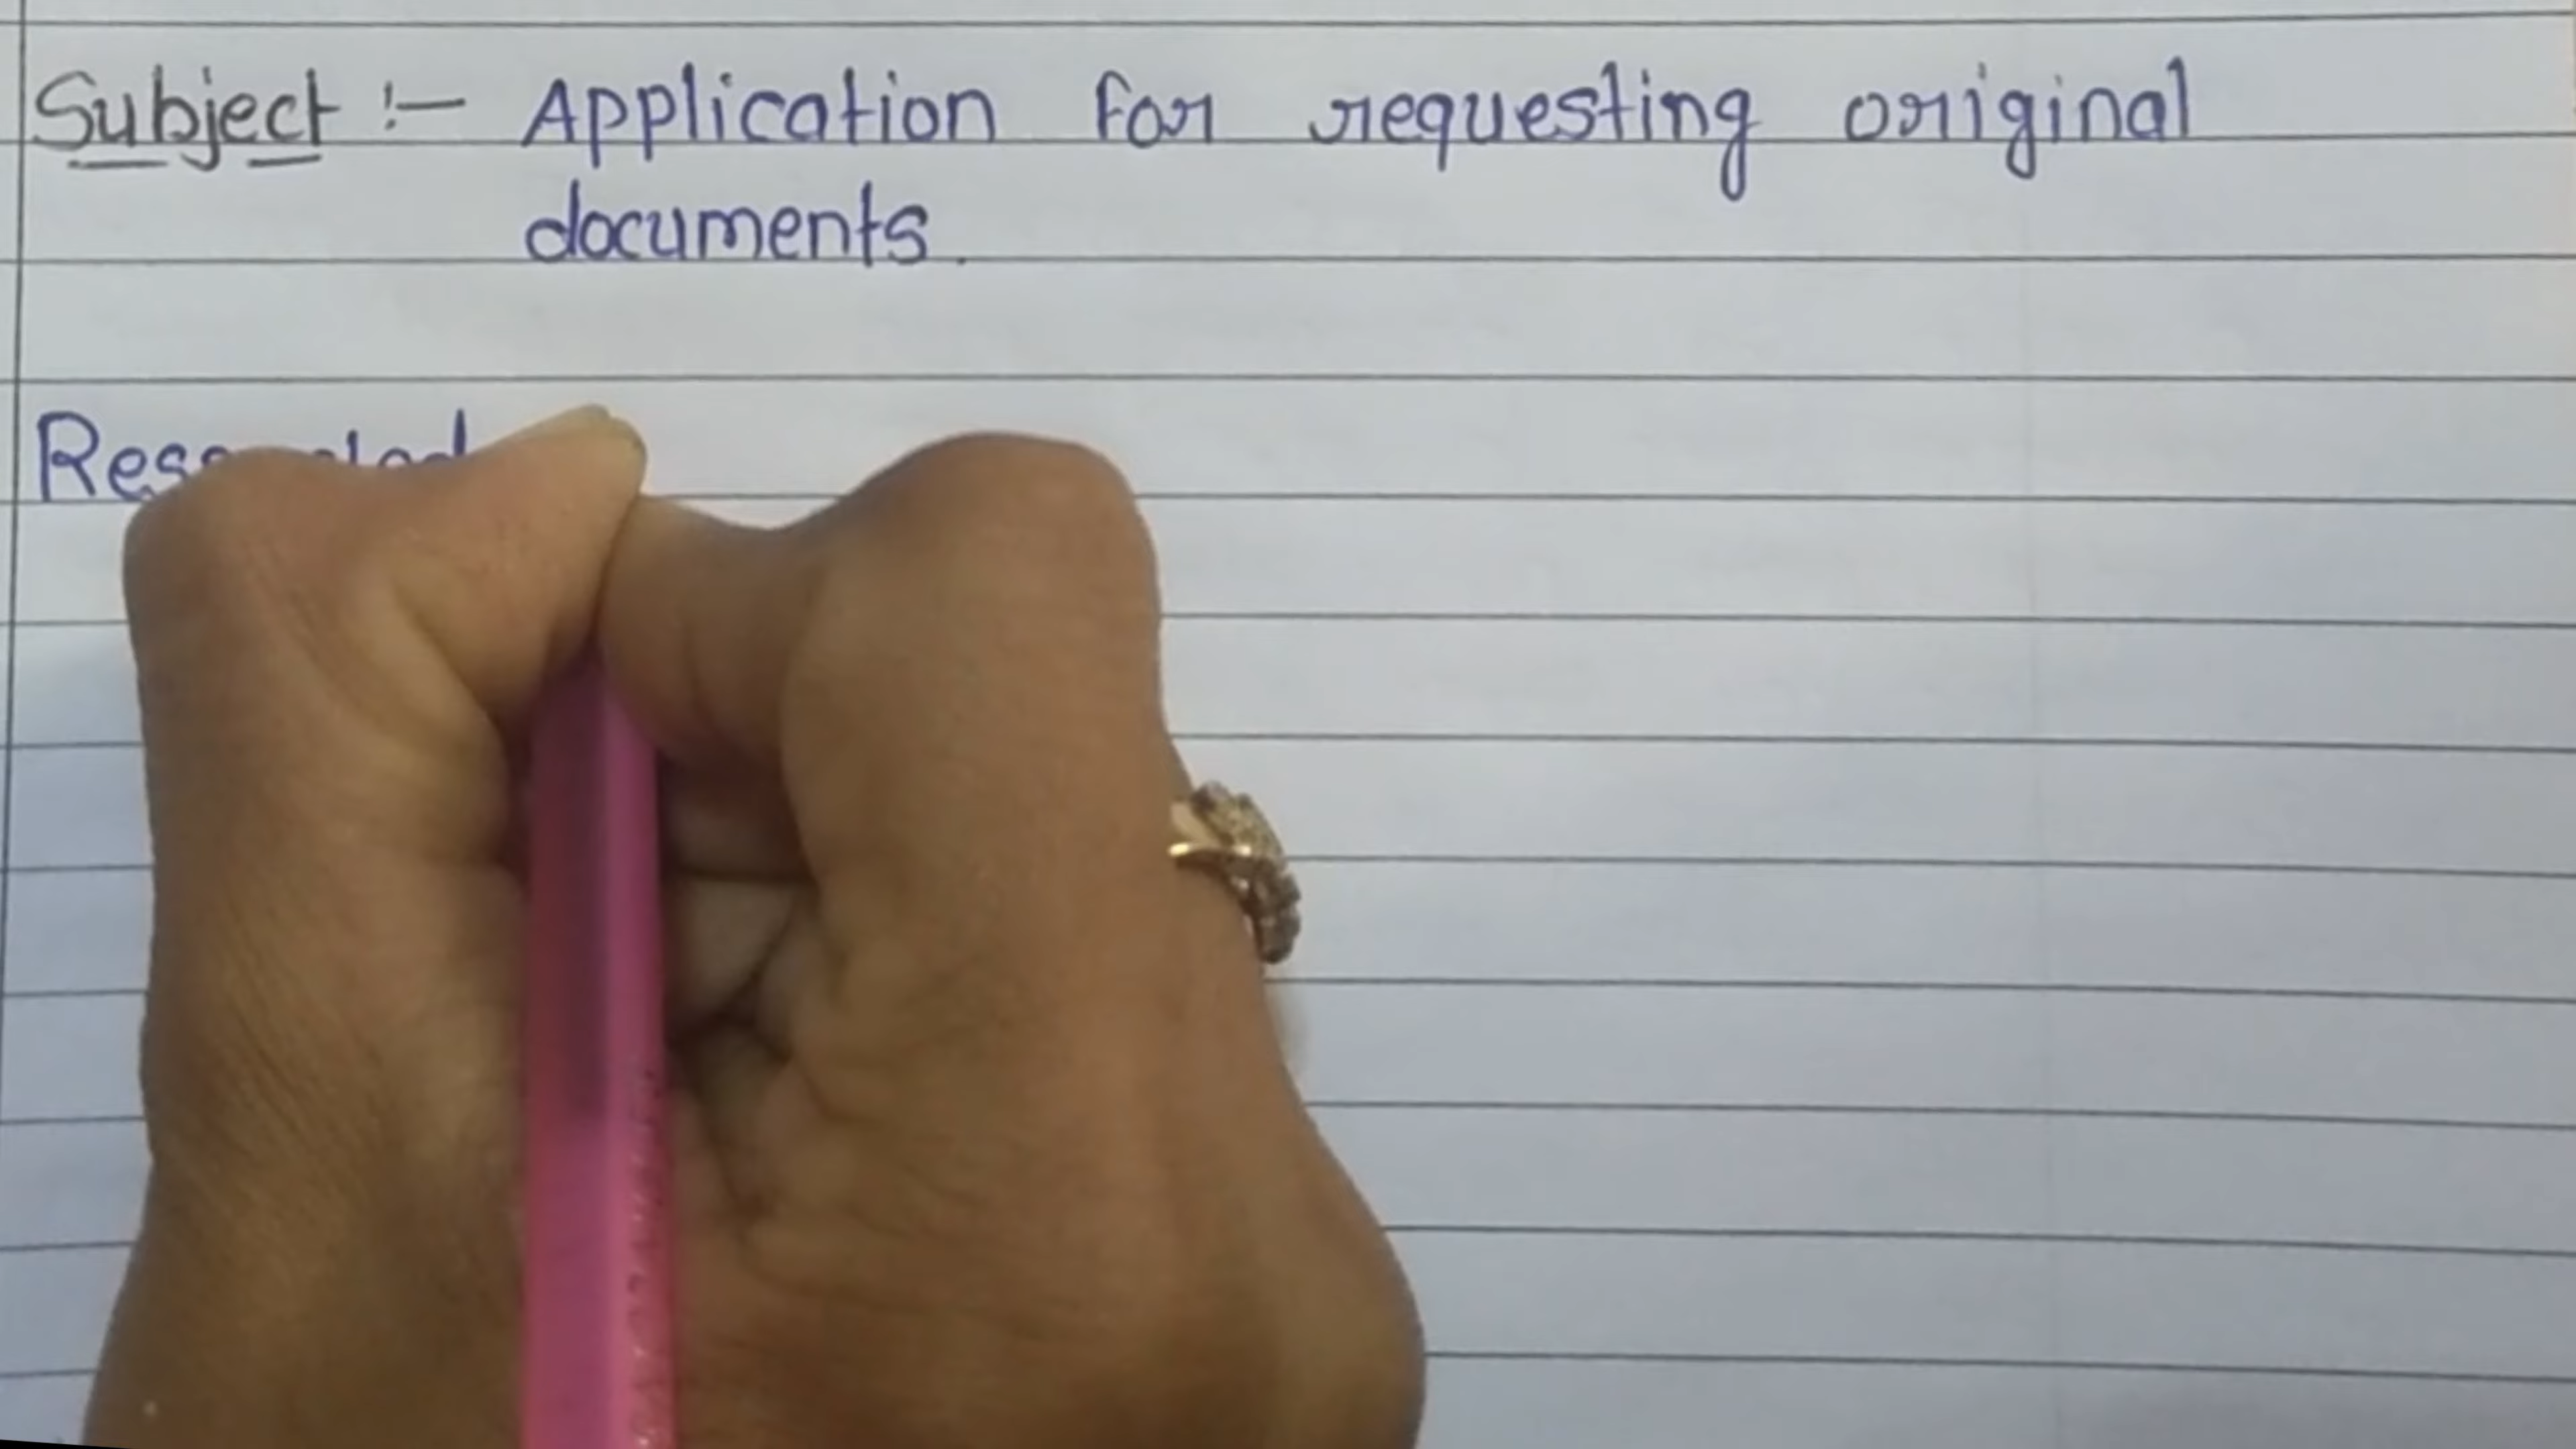 Subject :- Application for requesting original
documents.